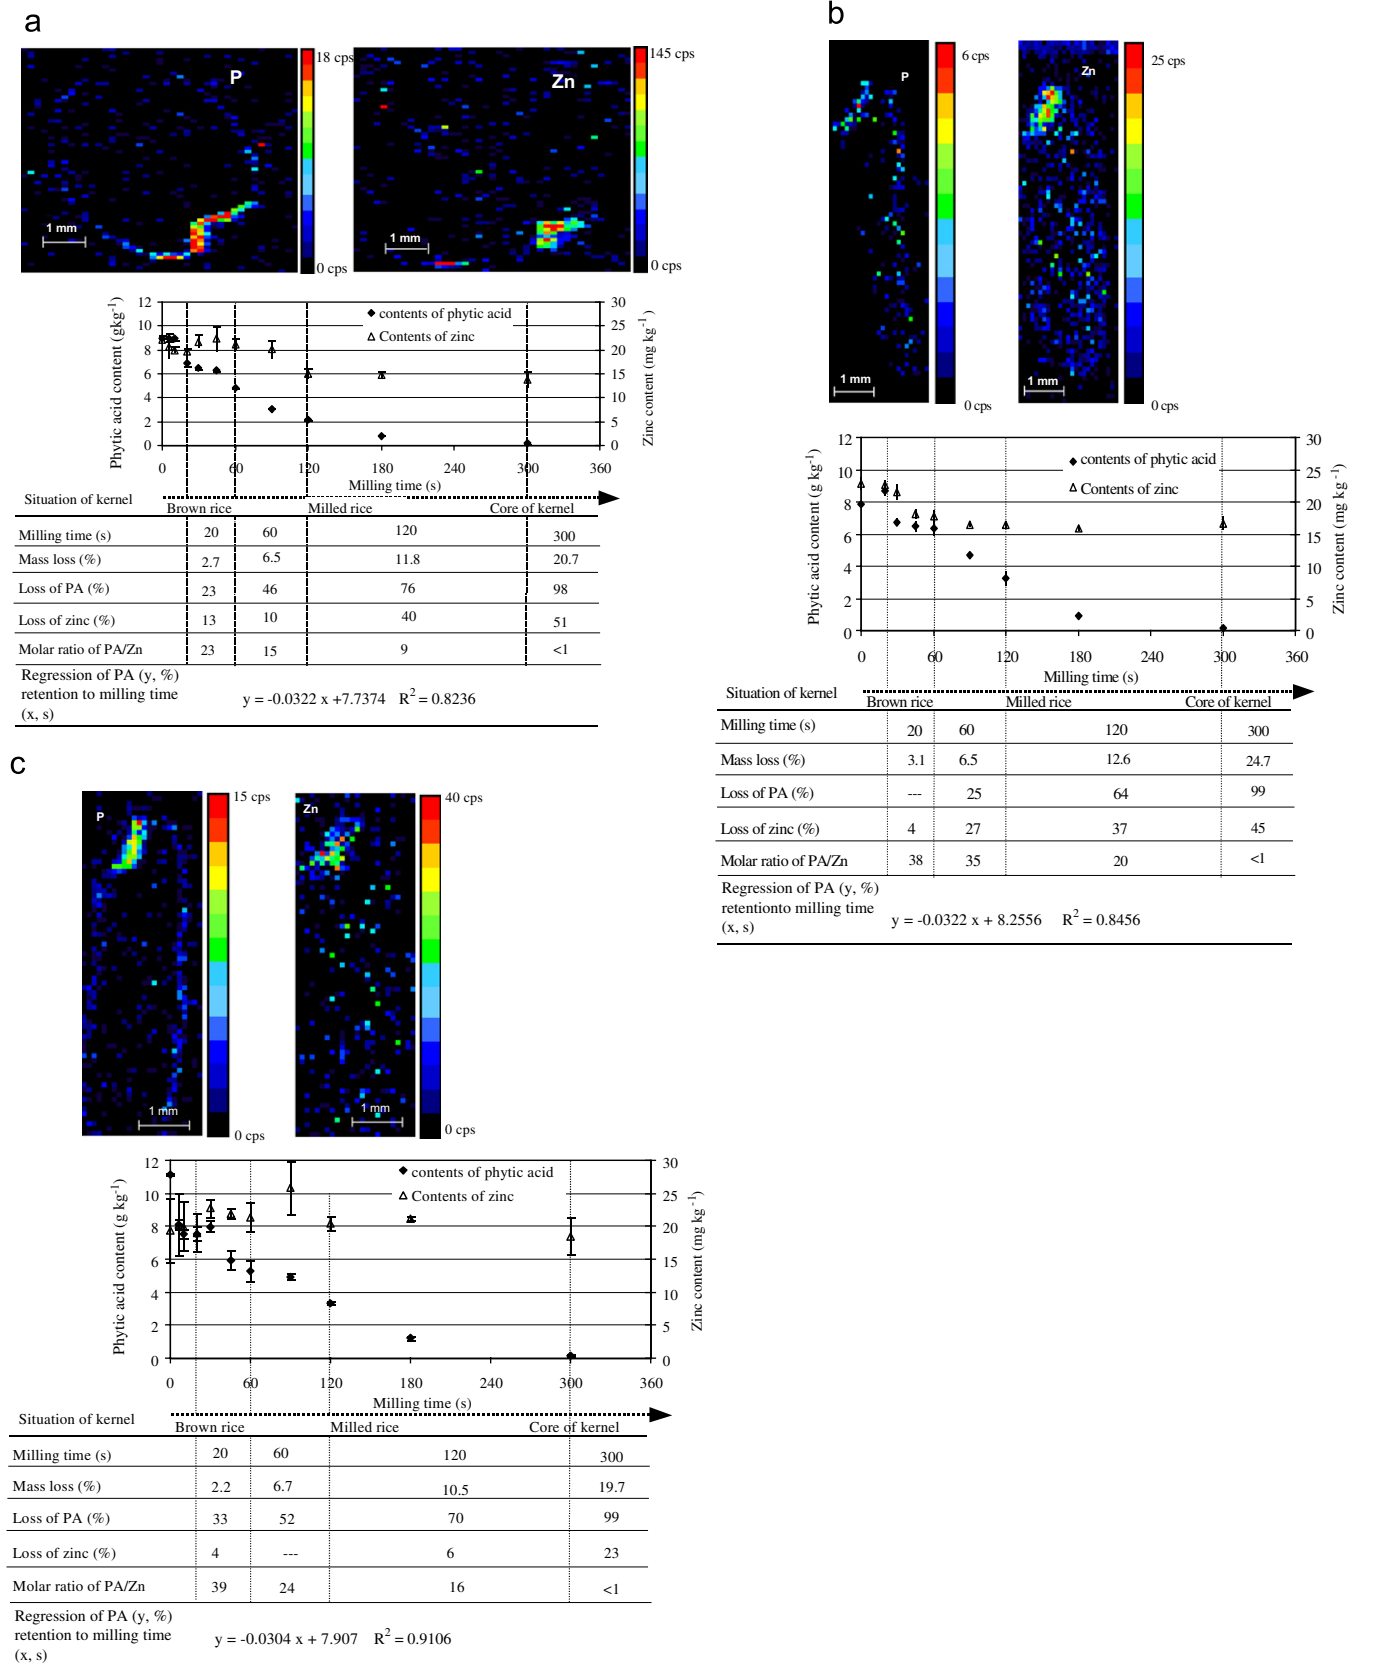 a
P
18 cps
0 cps
1 mm
Zn
145 cps
0 cps
1 mm
Phytic acid content (gkg-1)
12
10
8
6
4
2
0
contents of phytic acid
Contents of zinc
30
25
20
15
10
5
0
Zinc content (mg kg-1)
0 60 120 180 240 300 360
Milling time (s)
Situation of kernel
Brown rice Milled rice Core of kernel
Milling time (s) 20 60 120 300
Mass loss (%) 2.7 6.5 11.8 20.7
Loss of PA (%) 23 46 76 98
Loss of zinc (%) 13 10 40 51
Molar ratio of PA/Zn 23 15 9 <1
Regression of PA (y, %)
retention to milling time
(x, s)
y = -0.0322 x +7.7374 R2 = 0.8236
b
P
6 cps
0 cps
1 mm
Zn
25 cps
0 cps
1 mm
Phytic acid content (g kg-1)
12
10
8
6
4
2
0
contents of phytic acid
Contents of zinc
30
25
20
15
10
5
0
Zinc content (mg kg-1)
0 60 120 180 240 300 360
Milling time (s)
Situation of kernel
Brown rice Milled rice Core of kernel
Milling time (s) 20 60 120 300
Mass loss (%) 3.1 6.5 12.6 24.7
Loss of PA (%) --- 25 64 99
Loss of zinc (%) 4 27 37 45
Molar ratio of PA/Zn 38 35 20 <1
Regression of PA (y, %)
retentionto milling time
(x, s)
y = -0.0322 x + 8.2556 R2 = 0.8456
c
P
15 cps
0 cps
1 mm
Zn
40 cps
0 cps
1 mm
Phytic acid content (g kg-1)
12
10
8
6
4
2
0
contents of phytic acid
Contents of zinc
30
25
20
15
10
5
0
Zinc content (mg kg-1)
0 60 120 180 240 300 360
Milling time (s)
Situation of kernel
Brown rice Milled rice Core of kernel
Milling time (s) 20 60 120 300
Mass loss (%) 2.2 6.7 10.5 19.7
Loss of PA (%) 33 52 70 99
Loss of zinc (%) 4 --- 6 23
Molar ratio of PA/Zn 39 24 16 <1
Regression of PA (y, %)
retention to milling time
(x, s)
y = -0.0304 x + 7.907 R2 = 0.9106